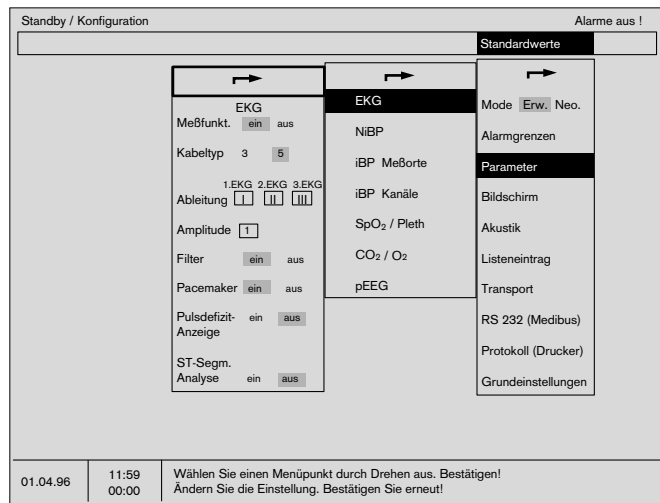 Standby / Konfiguration Alarme aus !
Standardwerte
EKG
Meßfunkt. ein aus
Kabeltyp 3 5
1.EKG 2.EKG 3.EKG
Ableitung I II III
Amplitude 1
Filter ein aus
Pacemaker ein aus
Pulsdefizit- ein aus
Anzeige
ST-Segm.
Analyse ein aus
EKG
NiBP
iBP Meßorte
iBP Kanäle
SpO2 / Pleth
CO2 / O2
pEEG
Mode Erw. Neo.
Alarmgrenzen
Parameter
Bildschirm
Akustik
Listeneintrag
Transport
RS 232 (Medibus)
Protokoll (Drucker)
Grundeinstellungen
01.04.96
11:59
00:00
Wählen Sie einen Menüpunkt durch Drehen aus. Bestätigen!
Ändern Sie die Einstellung. Bestätigen Sie erneut!